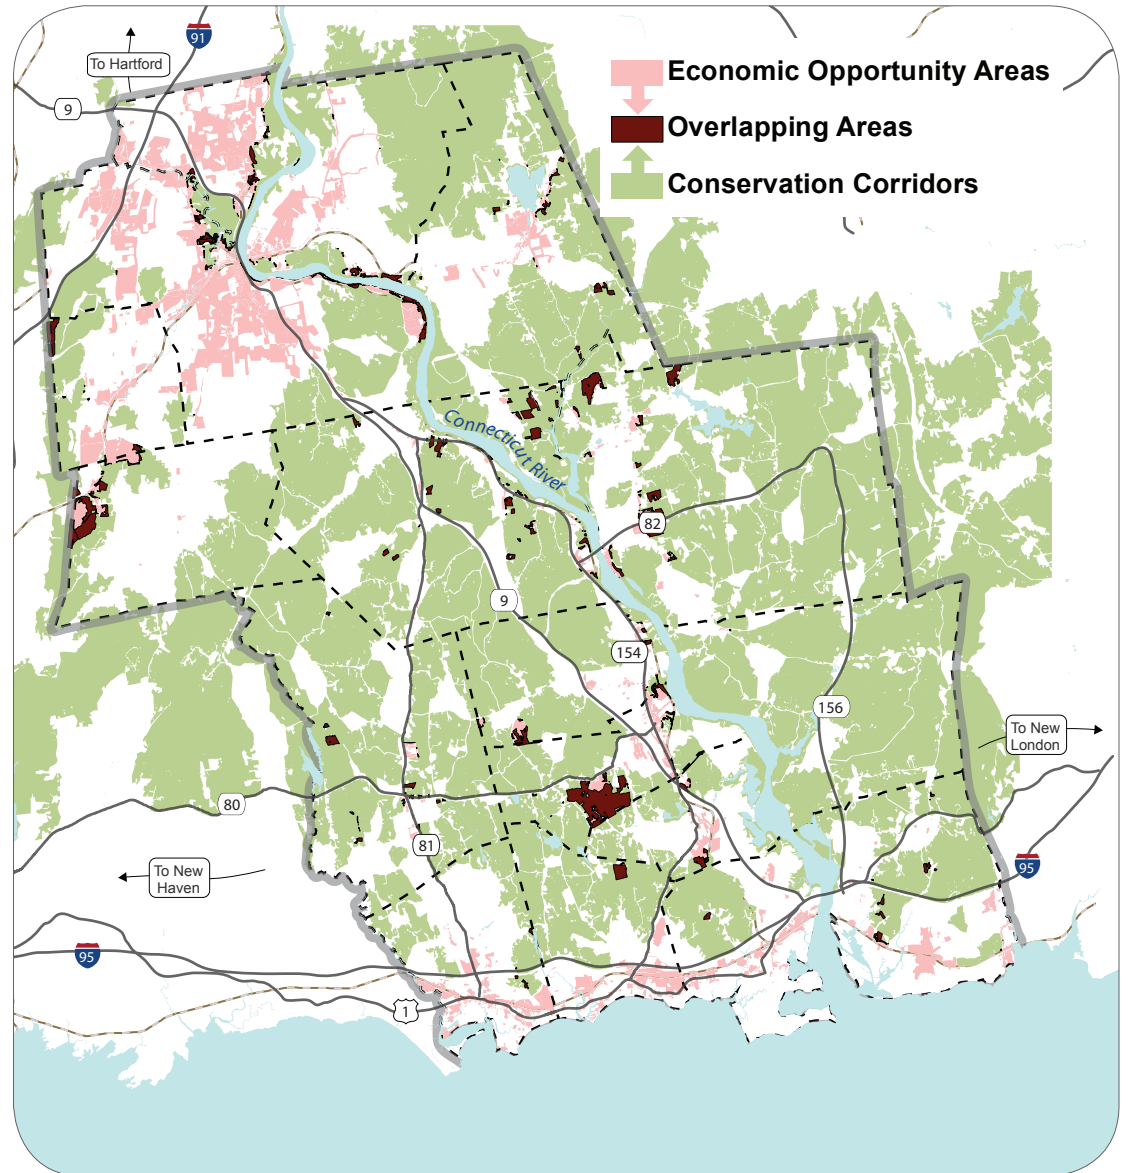 91
To Hartford
9
Economic Opportunity Areas
Overlapping Areas
Conservation Corridors
Connecticut River
82
9
154
156
To New
London
80
81
To New
Haven
95
95
1